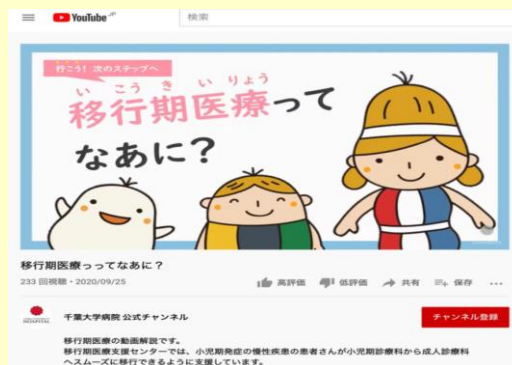 YouTube JP
検索
行こう! 次のステップへ
い こう き い りょう
移行期医療って
なあに?
移行期医療っってなあに?
233 回視聴・2020/09/25
高評価 低評価 共有 保存 ...
千葉大学病院 公式チャンネル
チャンネル登録
移行期医療の動画解説です。
移行期医療支援センターでは、小児期発症の慢性疾患の患者さんが小児期診療科から成人診療科
へスムーズに移行できるように支援しています。